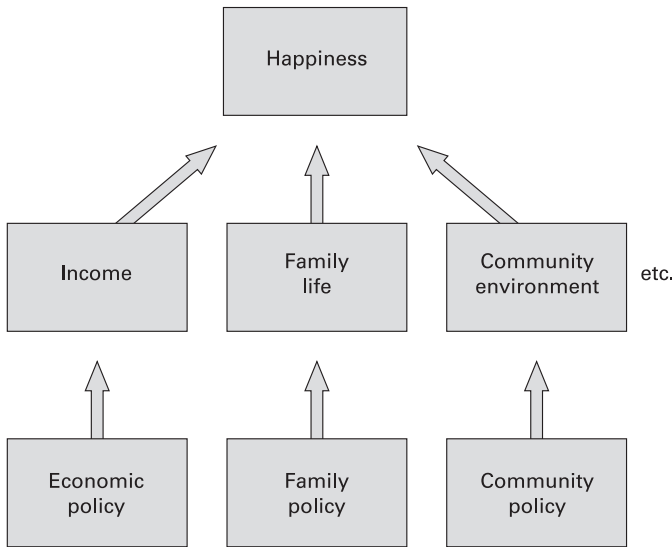 Happiness
Income
Family
life
Community
environment
etc.
Economic
policy
Family
policy
Community
policy